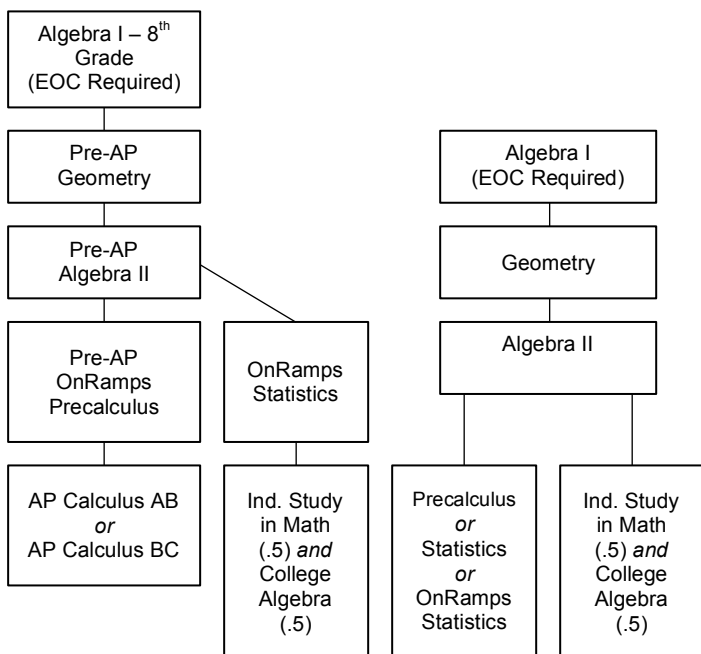 Algebra I – 8th
Grade
(EOC Required)
Pre-AP
Geometry
Algebra I
(EOC Required)
Pre-AP
Algebra II
Geometry
Pre-AP
OnRamps
Precalculus
OnRamps
Statistics
Algebra II
AP Calculus AB
or
AP Calculus BC
Ind. Study
in Math
(.5) and
College
Algebra
(.5)
Precalculus
or
Statistics
or
OnRamps
Statistics
Ind. Study
in Math
(.5) and
College
Algebra
(.5)